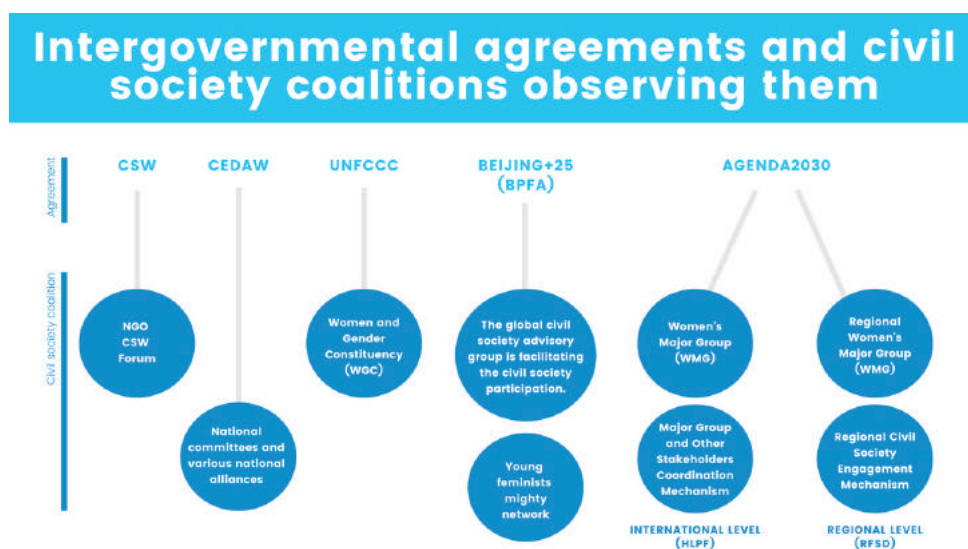 Intergovernmental agreements and civil
society coalitions observing them
Agreement
CSW
CEDAW
UNFCCC
BEIJING+25
(BPFA)
AGENDA2030
Civil society coalition
NGO
CSW
Forum
National
committees and
various national
alliances
Women and
Gender
Constituency
(WGC)
The global civil
society advisory
group is facilitating
the civil society
participation.
Young
feminists
mighty
network
Women's
Major Group
(WMG)
Major Group
and Other
Stakeholders
Coordination
Mechanism
INTERNATIONAL LEVEL
(HLPF)
Regional
Women's
Major Group
(WMG)
Regional Civil
Society
Engagement
Mechanism
REGIONAL LEVEL
(RFSD)